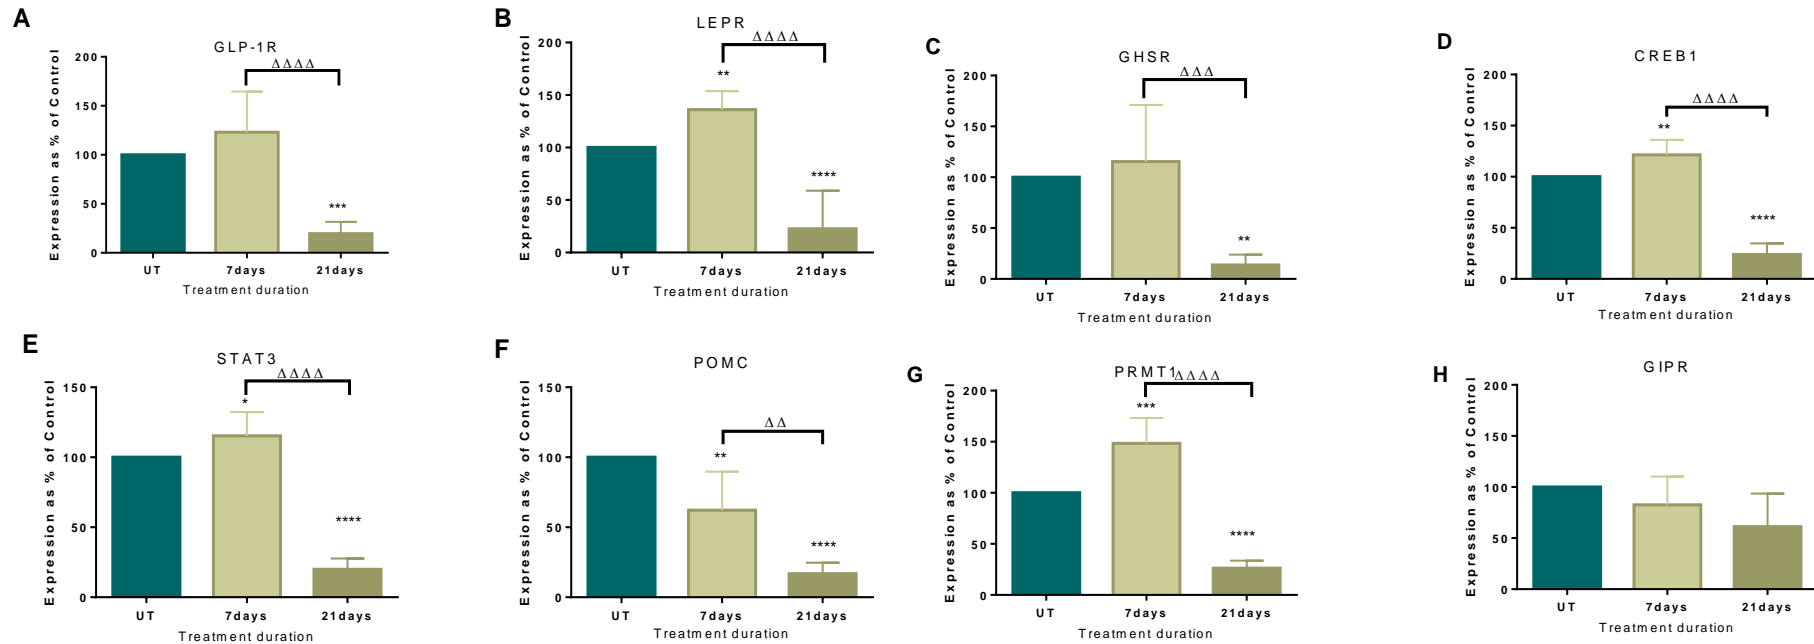 A
GLP-1R
ΔΔΔΔ
Expression as % of Control
200
150
100
50
0
***
UT
7days
21days
Treatment duration
B
LEPR
ΔΔΔΔ
Expression as % of Control
200
150
100
50
0
**
****
UT
7days
21days
Treatment duration
C
GHSR
ΔΔΔ
Expression as % of Control
200
150
100
50
0
**
UT
7days
21days
Treatment duration
D
CREB1
ΔΔΔΔ
Expression as % of Control
200
150
100
50
0
**
****
UT
7days
21days
Treatment duration
E
STAT3
ΔΔΔΔ
Expression as % of Control
150
100
50
0
*
****
UT
7days
21days
Treatment duration
F
POMC
ΔΔ
Expression as % of Control
150
100
50
0
**
****
UT
7days
21days
Treatment duration
G
PRMT1
ΔΔΔΔ
Expression as % of Control
200
150
100
50
0
***
****
UT
7days
21days
Treatment duration
H
GIPR
Expression as % of Control
200
150
100
50
0
UT
7days
21days
Treatment duration